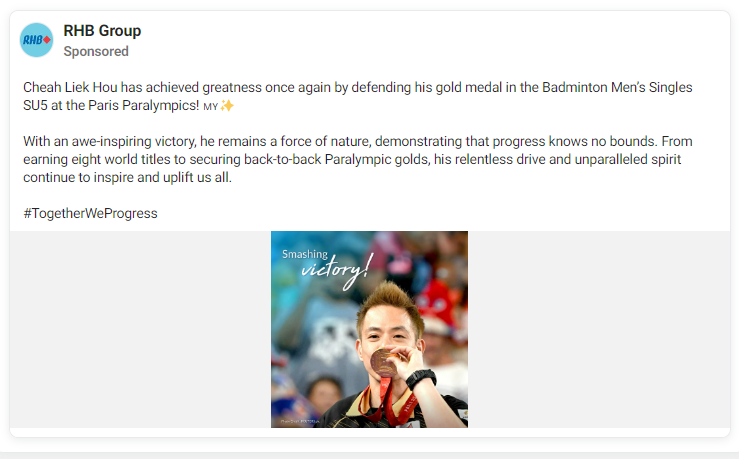 RHB
RHB Group
Sponsored
Cheah Liek Hou has achieved greatness once again by defending his gold medal in the Badminton Men’s Singles
SU5 at the Paris Paralympics! MY✨
With an awe-inspiring victory, he remains a force of nature, demonstrating that progress knows no bounds. From
earning eight world titles to securing back-to-back Paralympic golds, his relentless drive and unparalleled spirit
continue to inspire and uplift us all.
#TogetherWeProgress
Smashing
victory!